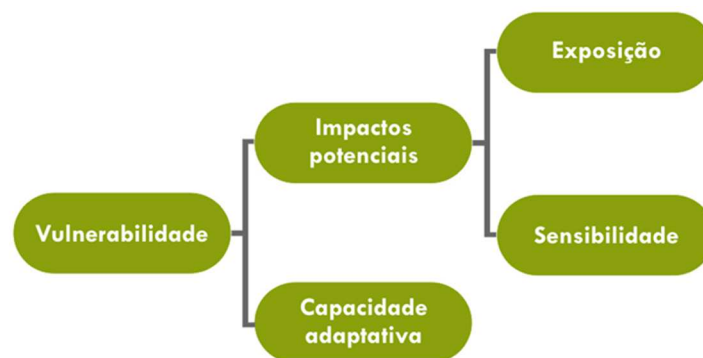 Exposição
Impactos
potenciais
Vulnerabilidade
Sensibilidade
Capacidade
adaptativa